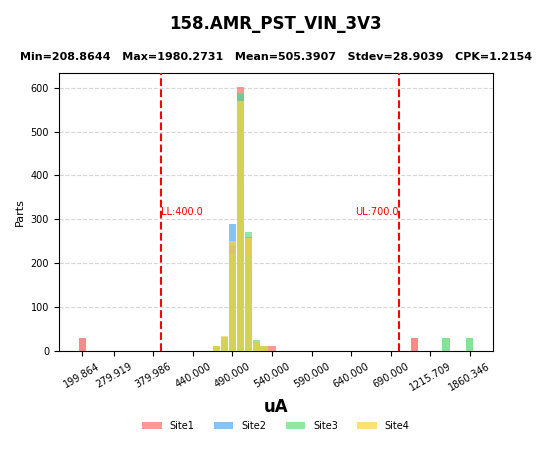 158.AMR_PST_VIN_3V3
Min=208.8644 Max=1980.2731 Mean=505.3907 Stdev=28.9039 CPK=1.2154
600
500
400
300
200
100
0
Parts
LL:400.0
UL:700.0
199.864 279.919 379.986 440.000 490.000 540.000 590.000 640.000 690.000 1215.709 1860.346
uA
Site1 Site2 Site3 Site4